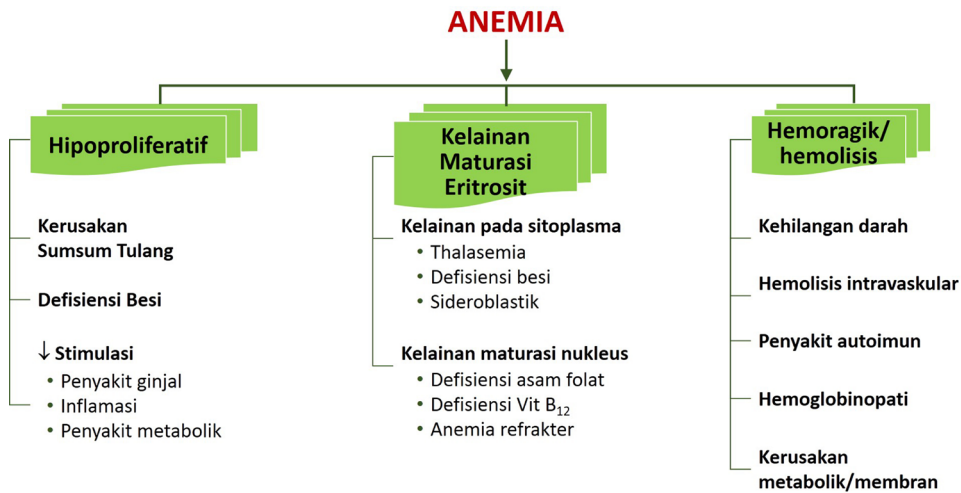 ANEMIA
Hipoproliferatif
Kerusakan
Sumsum Tulang
Defisiensi Besi
↓ Stimulasi
• Penyakit ginjal
• Inflamasi
• Penyakit metabolik
Kelainan
Maturasi
Eritrosit
Kelainan pada sitoplasma
• Thalasemia
• Defisiensi besi
• Sideroblastik
Kelainan maturasi nukleus
• Defisiensi asam folat
• Defisiensi Vit B₁₂
• Anemia refrakter
Hemoragik/
hemolisis
Kehilangan darah
Hemolisis intravaskular
Penyakit autoimun
Hemoglobinopati
Kerusakan
metabolik/membran